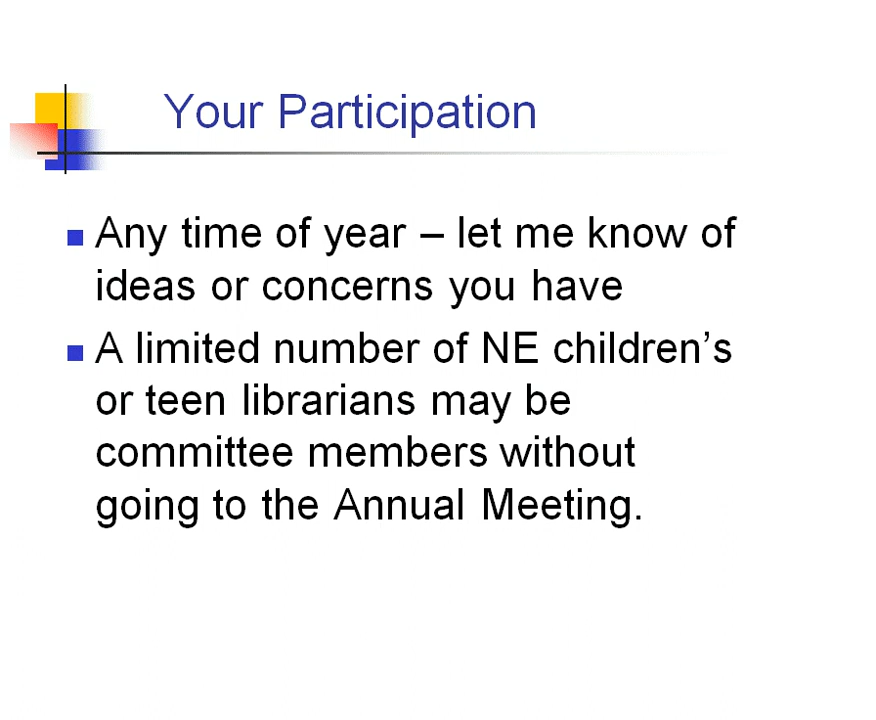 Your Participation
Any time of year – let me know of
ideas or concerns you have
A limited number of NE children’s
or teen librarians may be
committee members without
going to the Annual Meeting.